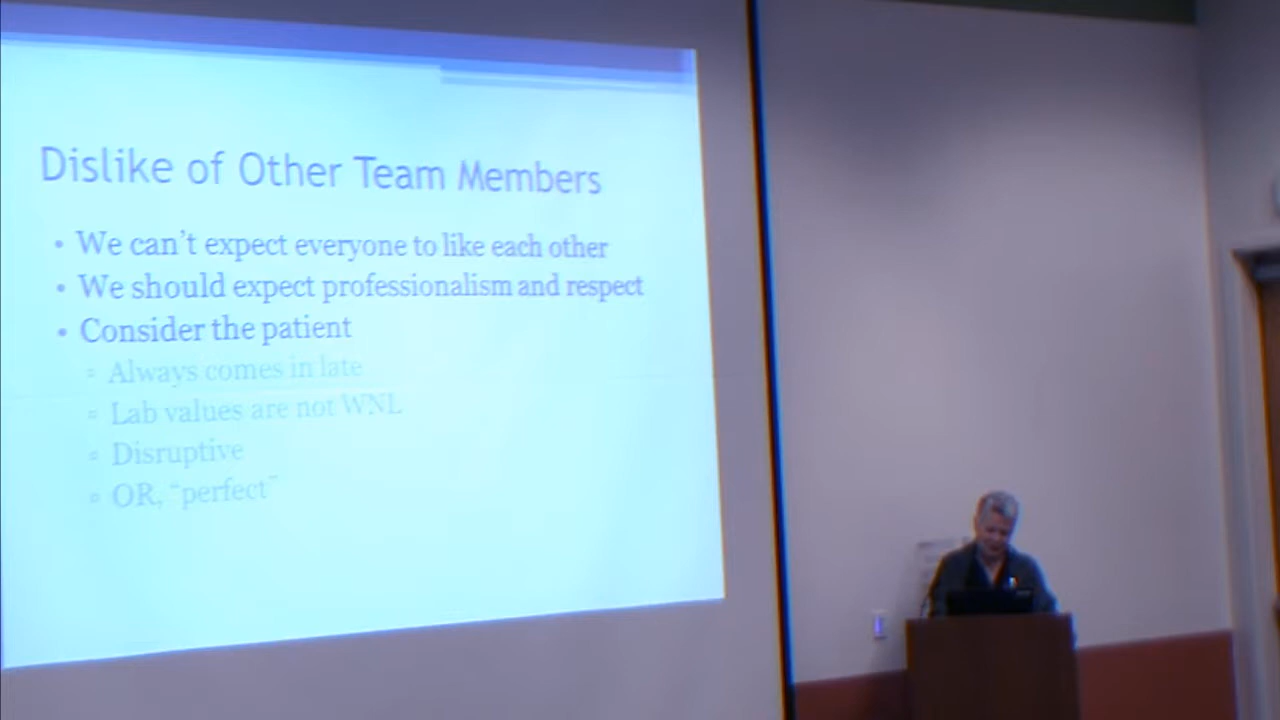 Dislike of Other Team Members
• We can't expect everyone to like each other
• We should expect professionalism and respect
• Consider the patient
▫ Always comes in late
▫ Lab values are not WNL
▫ Disruptive
▫ OR, "perfect"